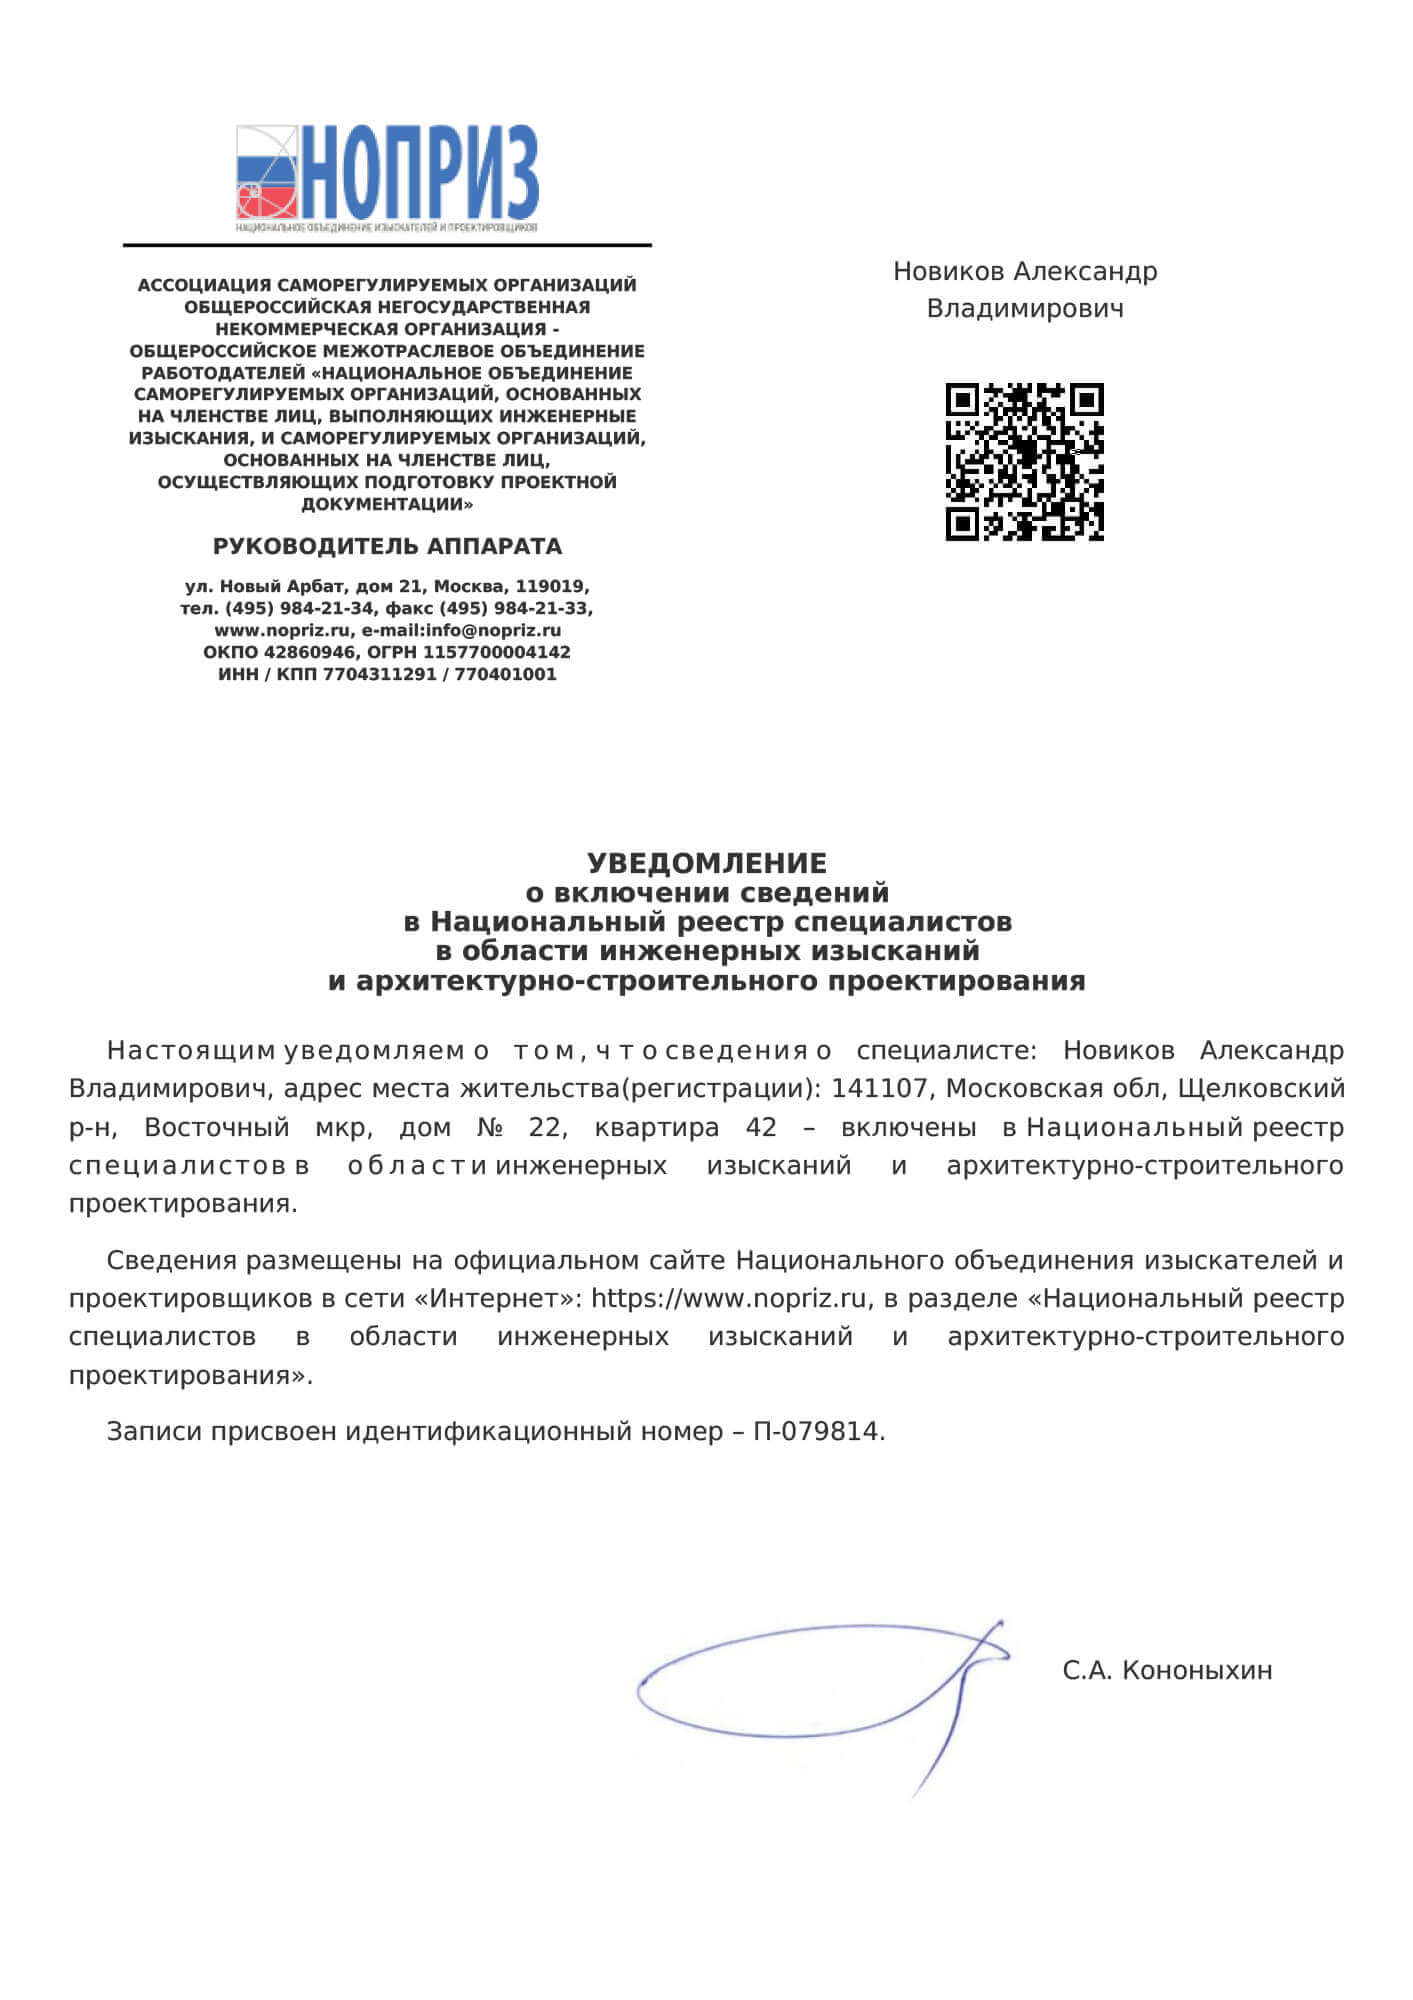 НОПРИЗ
НАЦИОНАЛЬНОЕ ОБЪЕДИНЕНИЕ ИЗЫСКАТЕЛЕЙ И ПРОЕКТИРОВЩИКОВ
АССОЦИАЦИЯ САМОРЕГУЛИРУЕМЫХ ОРГАНИЗАЦИЙ
ОБЩЕРОССИЙСКАЯ НЕГОСУДАРСТВЕННАЯ
НЕКОММЕРЧЕСКАЯ ОРГАНИЗАЦИЯ -
ОБЩЕРОССИЙСКОЕ МЕЖОТРАСЛЕВОЕ ОБЪЕДИНЕНИЕ
РАБОТОДАТЕЛЕЙ «НАЦИОНАЛЬНОЕ ОБЪЕДИНЕНИЕ
САМОРЕГУЛИРУЕМЫХ ОРГАНИЗАЦИЙ, ОСНОВАННЫХ
НА ЧЛЕНСТВЕ ЛИЦ, ВЫПОЛНЯЮЩИХ ИНЖЕНЕРНЫЕ
ИЗЫСКАНИЯ, И САМОРЕГУЛИРУЕМЫХ ОРГАНИЗАЦИЙ,
ОСНОВАННЫХ НА ЧЛЕНСТВЕ ЛИЦ,
ОСУЩЕСТВЛЯЮЩИХ ПОДГОТОВКУ ПРОЕКТНОЙ
ДОКУМЕНТАЦИИ»
РУКОВОДИТЕЛЬ АППАРАТА
ул. Новый Арбат, дом 21, Москва, 119019,
тел. (495) 984-21-34, факс (495) 984-21-33,
www.nopriz.ru, e-mail:info@nopriz.ru
ОКПО 42860946, ОГРН 1157700004142
ИНН / КПП 7704311291 / 770401001
Новиков Александр
Владимирович
УВЕДОМЛЕНИЕ
о включении сведений
в Национальный реестр специалистов
в области инженерных изысканий
и архитектурно-строительного проектирования
Настоящим уведомляем о том, что сведения о специалисте: Новиков Александр
Владимирович, адрес места жительства(регистрации): 141107, Московская обл, Щелковский
р-н, Восточный мкр, дом № 22, квартира 42 – включены в Национальный реестр
специалистов в области инженерных изысканий и архитектурно-строительного
проектирования.
Сведения размещены на официальном сайте Национального объединения изыскателей и
проектировщиков в сети «Интернет»: https://www.nopriz.ru, в разделе «Национальный реестр
специалистов в области инженерных изысканий и архитектурно-строительного
проектирования».
Записи присвоен идентификационный номер – П-079814.
С.А. Кононыхин